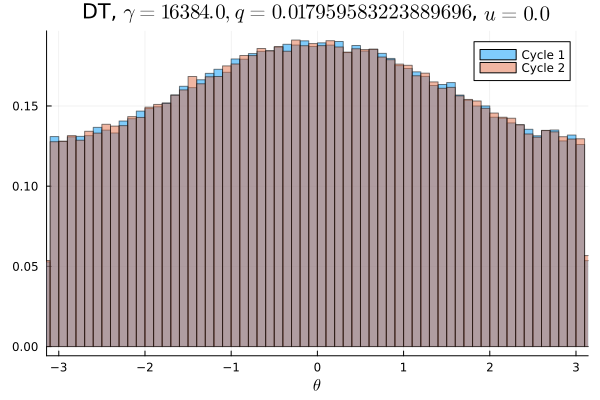 DT, γ = 16384.0, q = 0.017959583223889696, u = 0.0
Cycle 1
Cycle 2
0.15
0.10
0.05
0.00
−3 −2 −1 0 1 2 3
θ